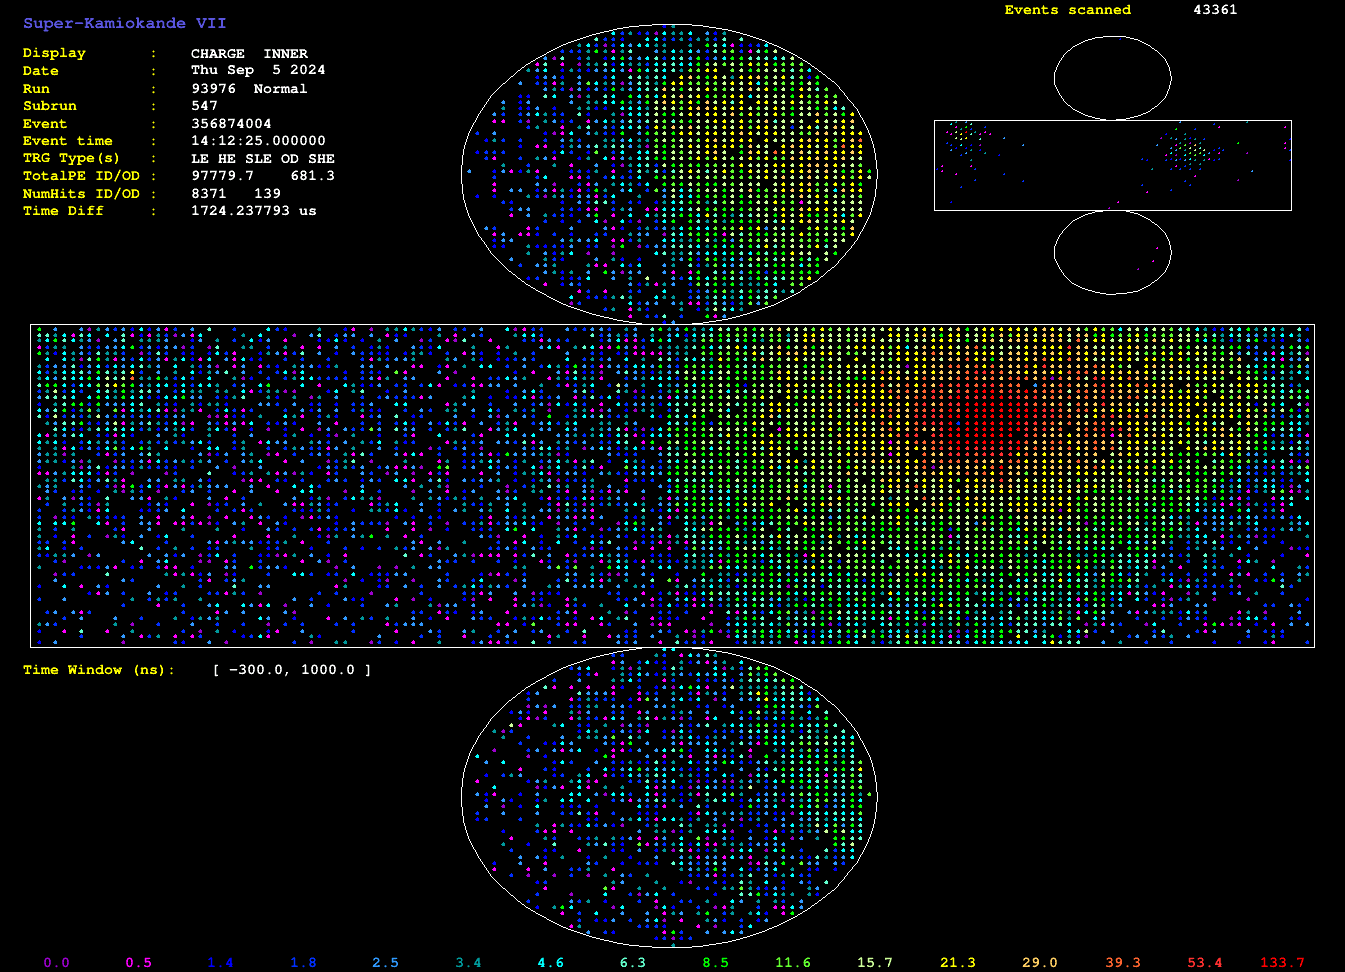 Super-Kamiokande VII
Events scanned 43361
Display : CHARGE INNER
Date : Thu Sep 5 2024
Run : 93976 Normal
Subrun : 547
Event : 356874004
Event time : 14:12:25.000000
TRG Type(s) : LE HE SLE OD SHE
TotalPE ID/OD : 97779.7 681.3
NumHits ID/OD : 8371 139
Time Diff : 1724.237793 us
Time Window (ns): [ -300.0, 1000.0 ]
0.0 0.5 1.4 1.8 2.5 3.4 4.6 6.3 8.5 11.6 15.7 21.3 29.0 39.3 53.4 133.7